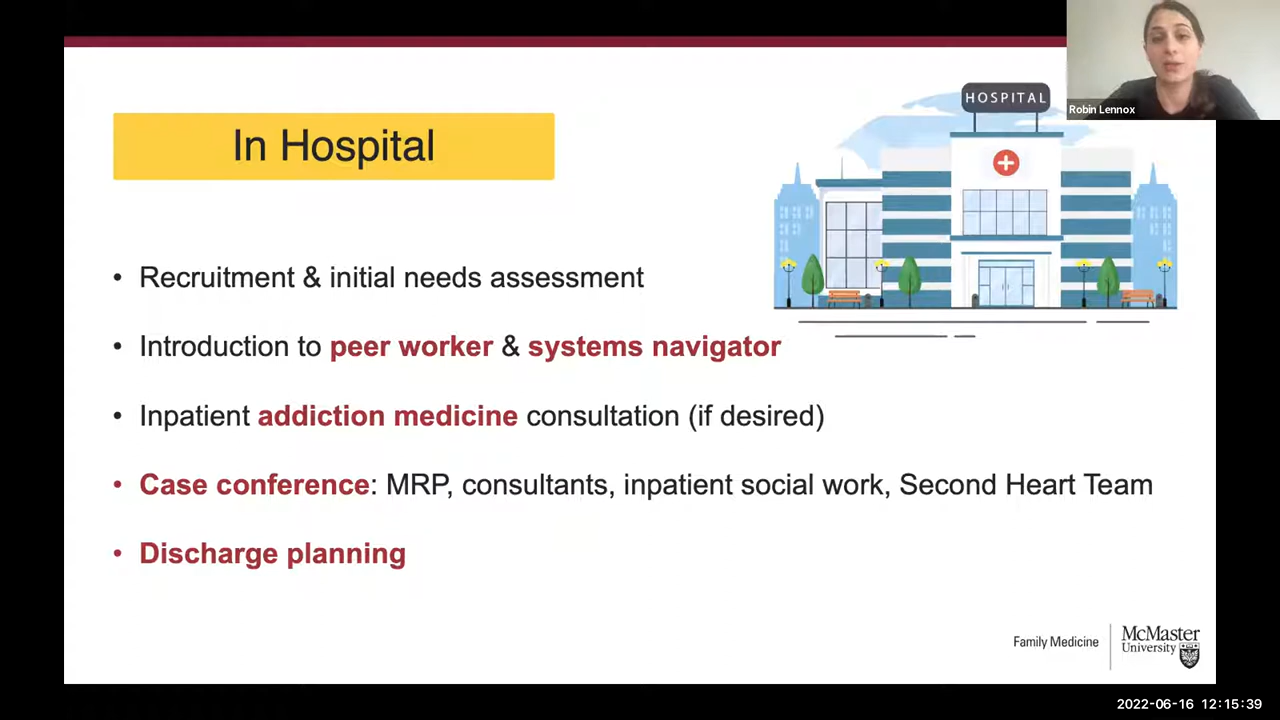 HOSPITAL
Robin Lennox
In Hospital
• Recruitment & initial needs assessment
• Introduction to peer worker & systems navigator
• Inpatient addiction medicine consultation (if desired)
• Case conference: MRP, consultants, inpatient social work, Second Heart Team
• Discharge planning
Family Medicine
McMaster
University
2022-06-16 12:15:39